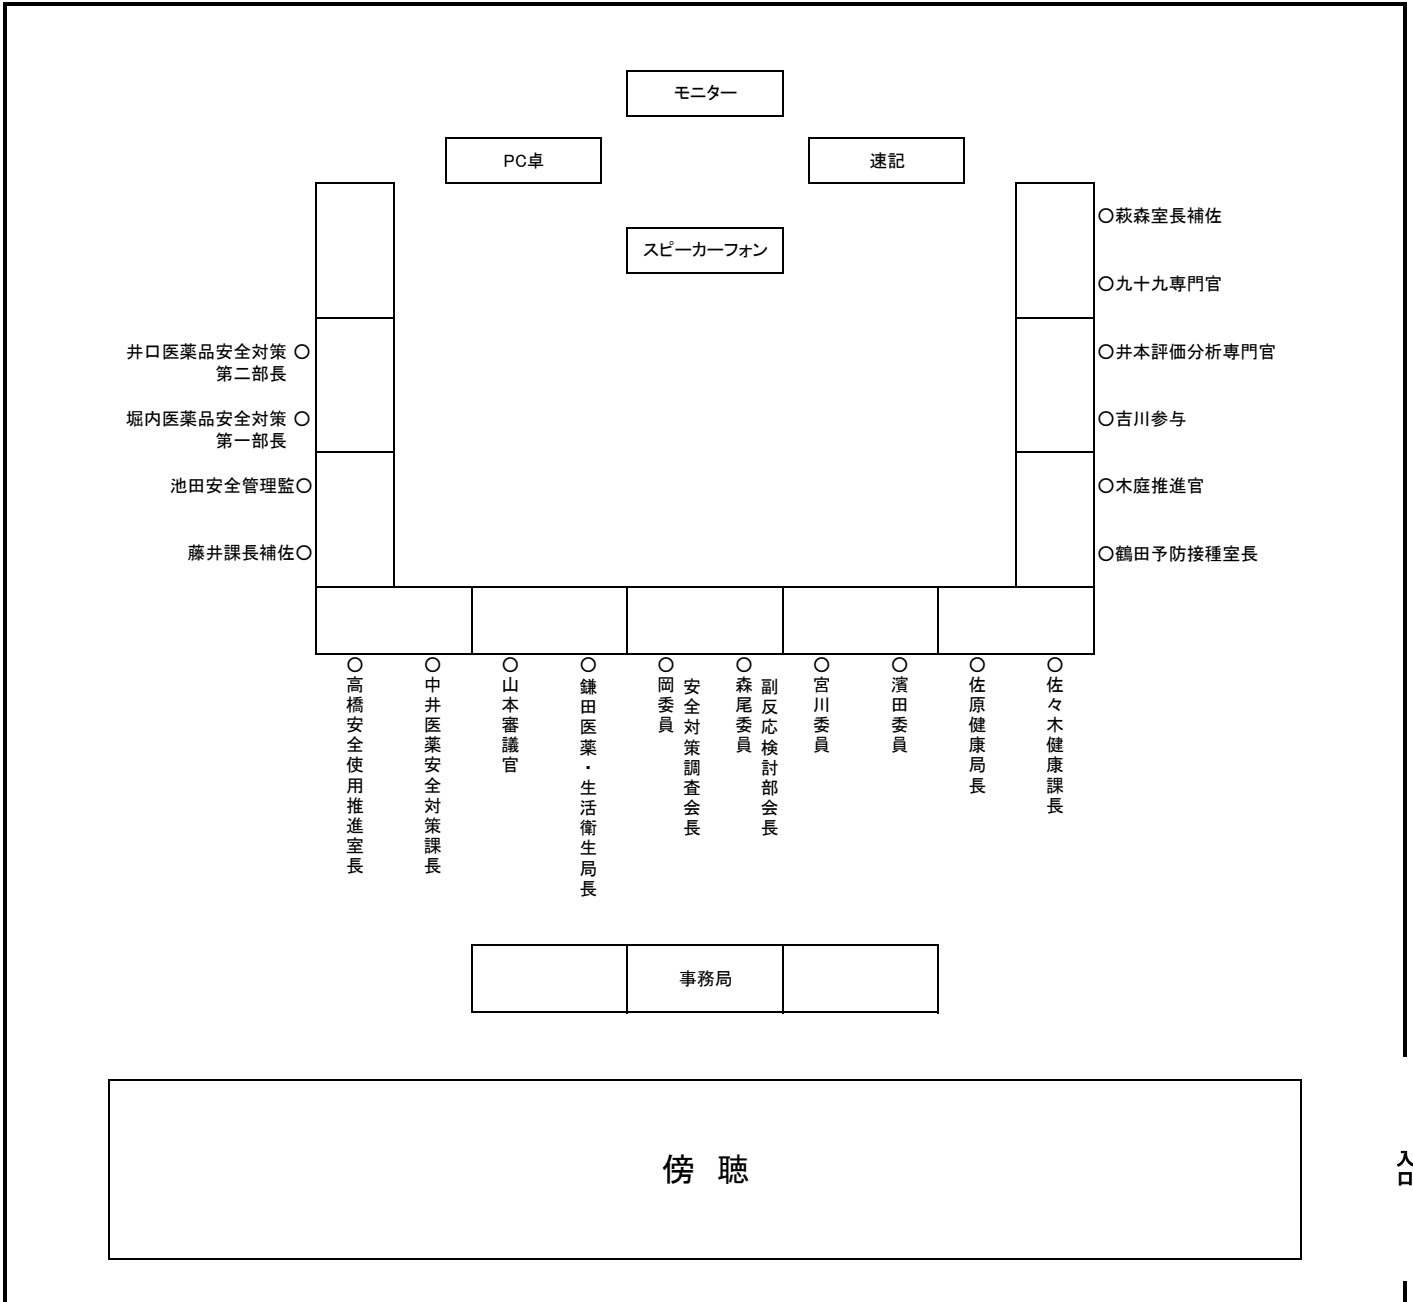 モニター
PC卓
速記
スピーカーフォン
○萩森室長補佐
○九十九専門官
井口医薬品安全対策 ○
第二部長
○井本評価分析専門官
堀内医薬品安全対策 ○
第一部長
○吉川参与
池田安全管理監○
○木庭推進官
藤井課長補佐○
○鶴田予防接種室長
○高橋安全使用推進室長
○中井医薬安全対策課長
○山本審議官
○鎌田医薬・生活衛生局長
○岡委員
安全対策調査会長
○森尾委員
副反応検討部会長
○宮川委員
○濱田委員
○佐原健康局長
○佐々木健康課長
事務局
傍 聴
入口